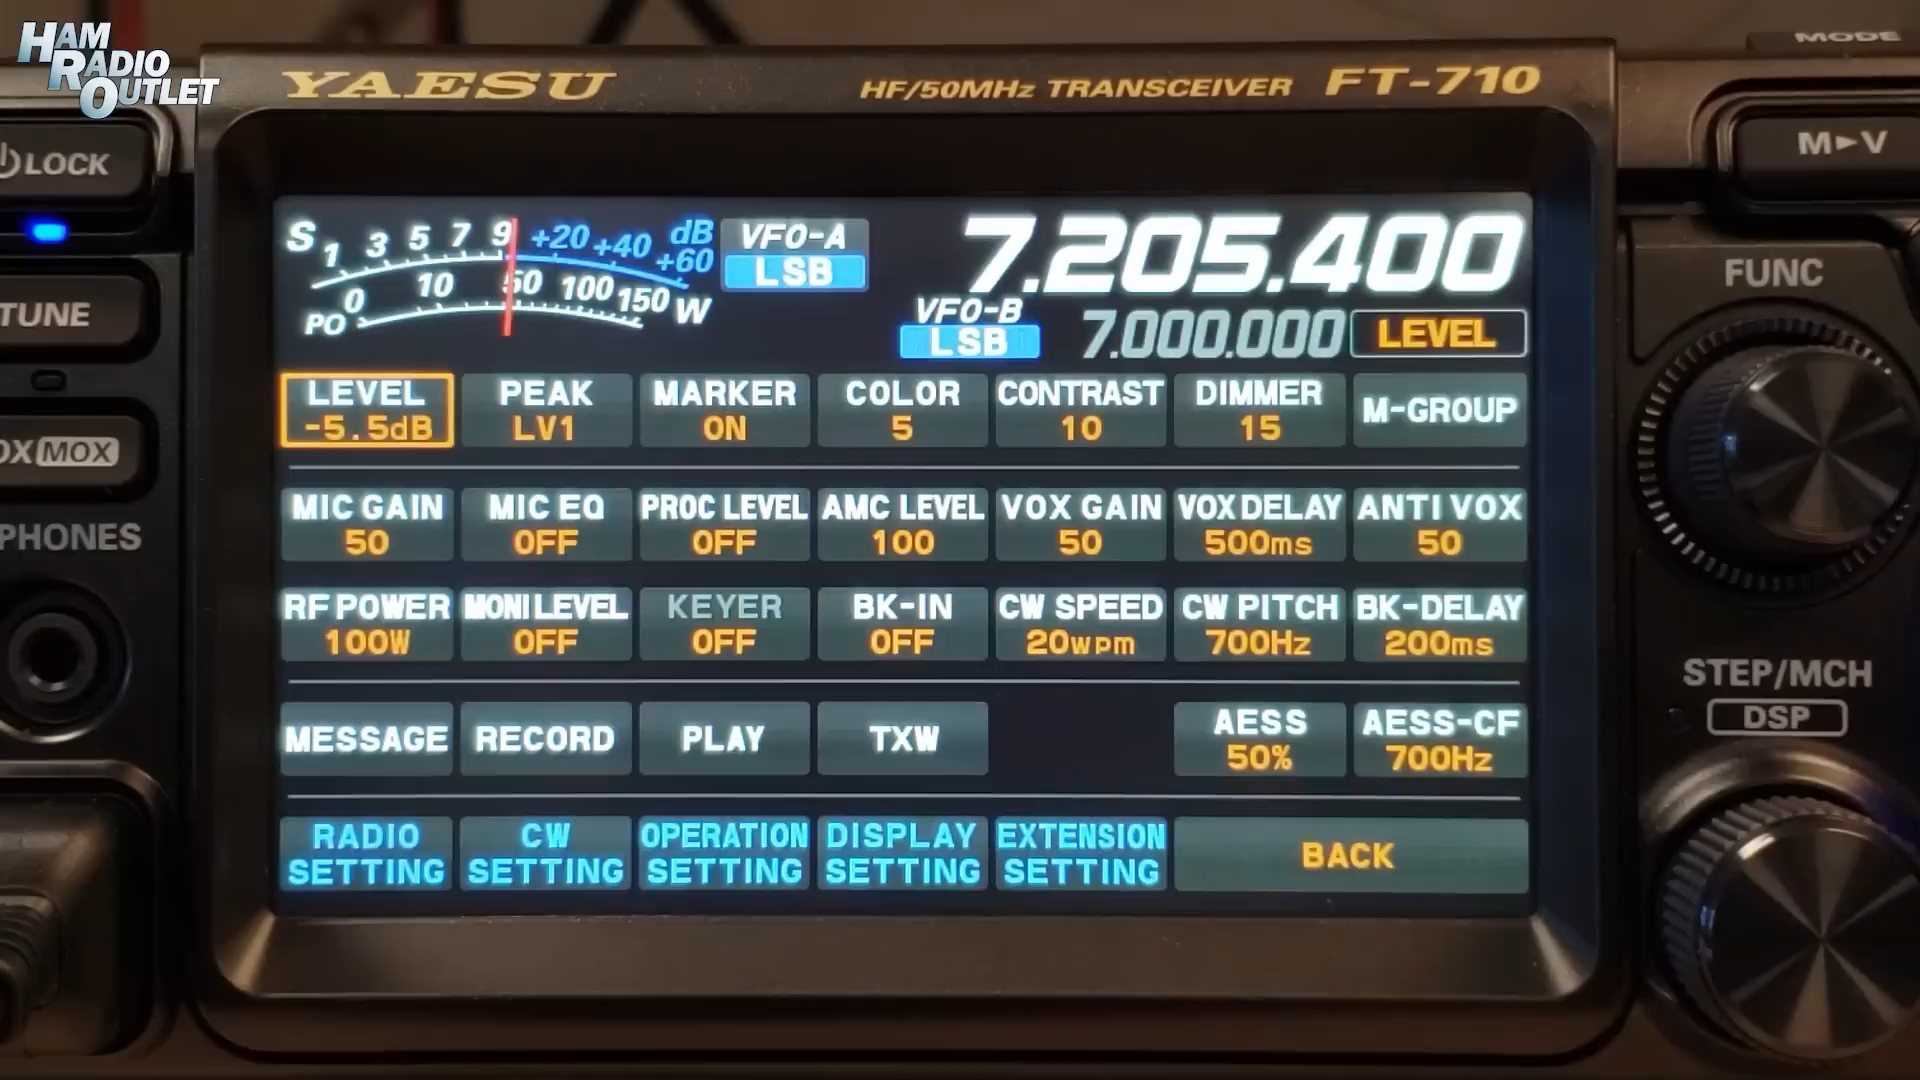 HAM
RADIO
OUTLET
YAESU
HF/50MHz TRANSCEIVER FT-710
MODE
LOCK
M►V
TUNE
MOX
PHONES
FUNC
STEP/MCH
DSP
S 1 3 5 7 9 +20 +40 +60 dB
PO 0 10 50 100 150 W
VFO-A
LSB
7.205.400
VFO-B
LSB
7.000.000
LEVEL
LEVEL PEAK MARKER COLOR CONTRAST DIMMER M-GROUP
-5.5dB LV1 ON 5 10 15
MIC GAIN MIC EQ PROC LEVEL AMC LEVEL VOX GAIN VOX DELAY ANTI VOX
50 OFF OFF 100 50 500ms 50
RF POWER MONI LEVEL KEYER BK-IN CW SPEED CW PITCH BK-DELAY
100W OFF OFF OFF 20wpm 700Hz 200ms
MESSAGE RECORD PLAY TXW AESS AESS-CF
50% 700Hz
RADIO CW OPERATION DISPLAY EXTENSION
SETTING SETTING SETTING SETTING SETTING
BACK